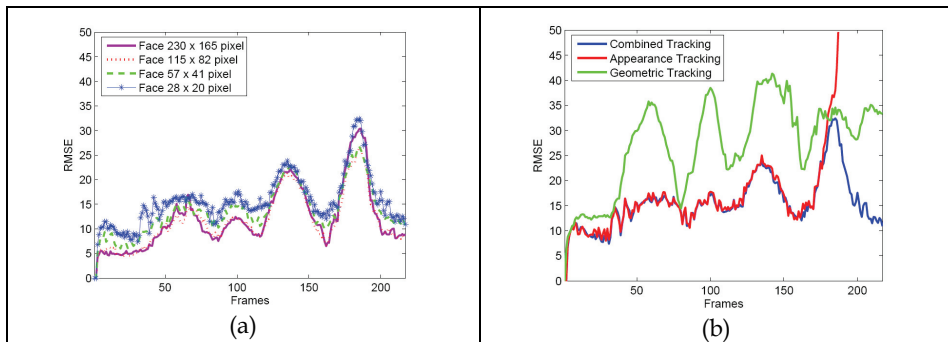 50
45
40
35
30
25
20
15
10
5
0
RMSE
Face 230 x 165 pixel
Face 115 x 82 pixel
Face 57 x 41 pixel
Face 28 x 20 pixel
50
100
150
200
Frames
(a)
50
45
40
35
30
25
20
15
10
5
0
RMSE
Combined Tracking
Appearance Tracking
Geometric Tracking
50
100
150
200
Frames
(b)